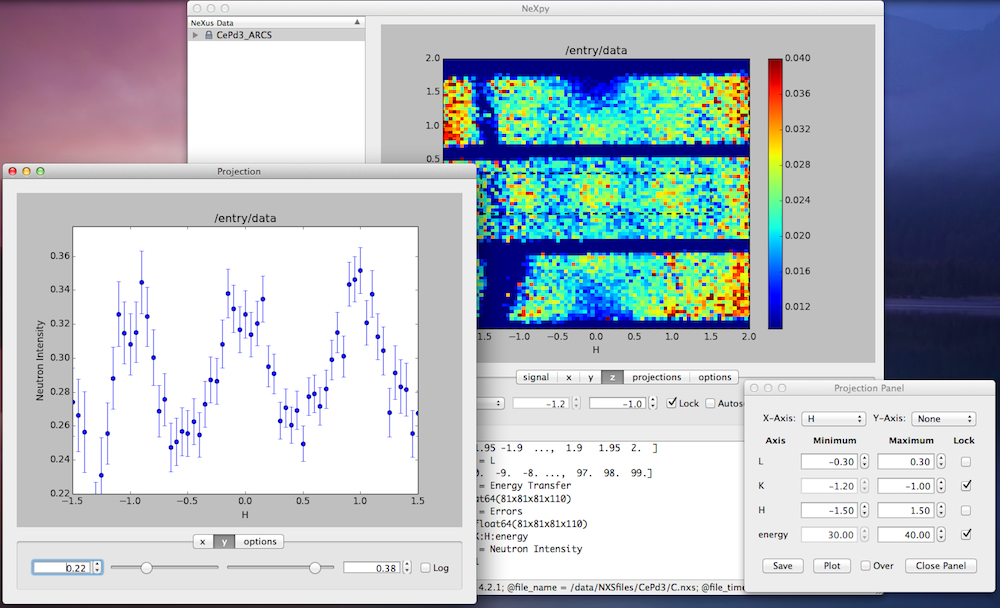 NeXpy
NeXus Data
CePd3_ARCS
/entry/data
2.0
1.5
1.0
0.5
1.5 −1.0 −0.5 0.0 0.5 1.0 1.5 2.0
H
0.040
0.036
0.032
0.028
0.024
0.020
0.016
0.012
signal x y z projections options
−1.2 −1.0 Lock Autos
1.95 -1.9 ..., 1.9 1.95 2. ]
= L
. -9. -8. ..., 97. 98. 99.]
= Energy Transfer
oat64(81x81x81x110)
= Errors
float64(81x81x81x110)
K:H:energy
= Neutron Intensity
4.2.1; @file_name = /data/NXSfiles/CePd3/C.nxs; @file_time
Projection
/entry/data
Neutron Intensity
0.36
0.34
0.32
0.30
0.28
0.26
0.24
0.22
−1.5 −1.0 −0.5 0.0 0.5 1.0 1.5
H
x y options
0.22 0.38 Log
Projection Panel
X-Axis: H Y-Axis: None
Axis Minimum Maximum Lock
L −0.30 0.30
K −1.20 −1.00
H −1.50 1.50
energy 30.00 40.00
Save Plot Over Close Panel